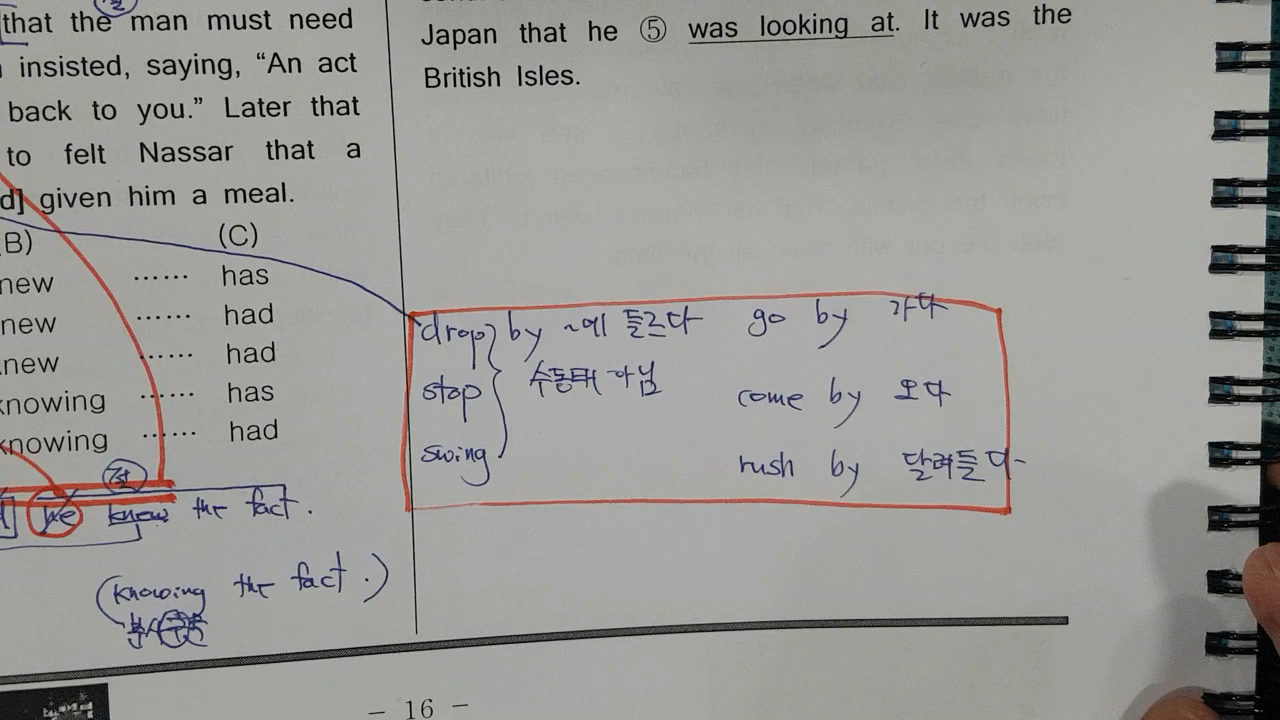 that the man must need
insisted, saying, “An act
back to you.” Later that
to felt Nassar that a
d] given him a meal.
B) (C)
new ...... has
new ...... had
new ...... had
knowing ...... has
knowing ...... had
we know the fact.
(knowing the fact.)
Japan that he ⑤ was looking at. It was the
British Isles.
drop by ~에 들르다 go by 가다
stop 수동태 아님 come by 오다
swing rush by 달려들다
- 16 -